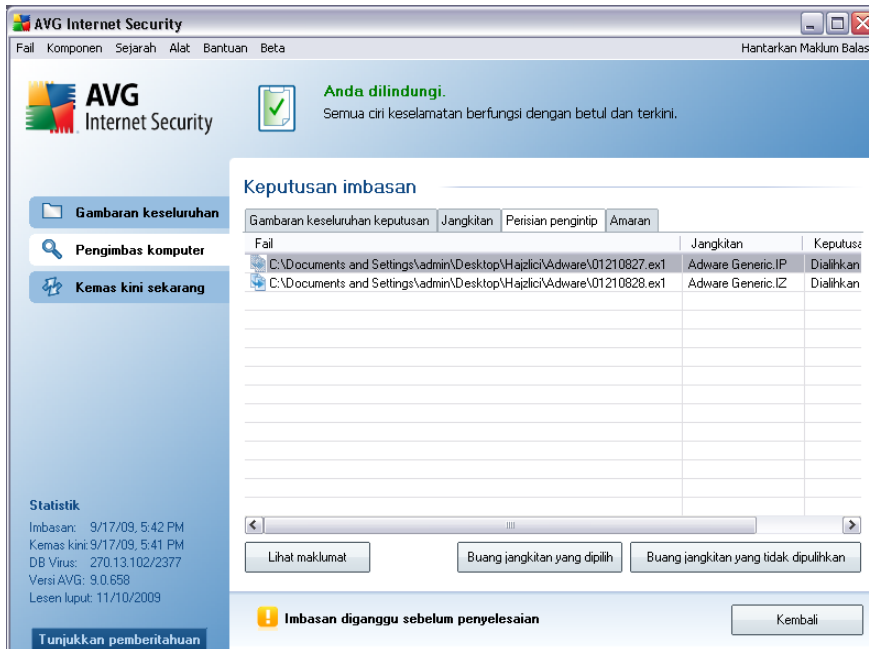 AVG Internet Security
Fail Komponen Sejarah Alat Bantuan Beta Hantarkan Maklum Balas
AVG
Internet Security
Anda dilindungi.
Semua ciri keselamatan berfungsi dengan betul dan terkini.
Gambaran keseluruhan
Pengimbas komputer
Kemas kini sekarang
Keputusan imbasan
Gambaran keseluruhan keputusan Jangkitan Perisian pengintip Amaran
Fail Jangkitan Keputusa
C:\Documents and Settings\admin\Desktop\Hajzlici\Adware\01210827.ex1 Adware Generic.IP Dialihkan
C:\Documents and Settings\admin\Desktop\Hajzlici\Adware\01210828.ex1 Adware Generic.IZ Dialihkan
Lihat maklumat Buang jangkitan yang dipilih Buang jangkitan yang tidak dipulihkan
Statistik
Imbasan: 9/17/09, 5:42 PM
Kemas kini: 9/17/09, 5:41 PM
DB Virus: 270.13.102/2377
Versi AVG: 9.0.658
Lesen luput: 11/10/2009
Tunjukkan pemberitahuan
Imbasan diganggu sebelum penyelesaian
Kembali